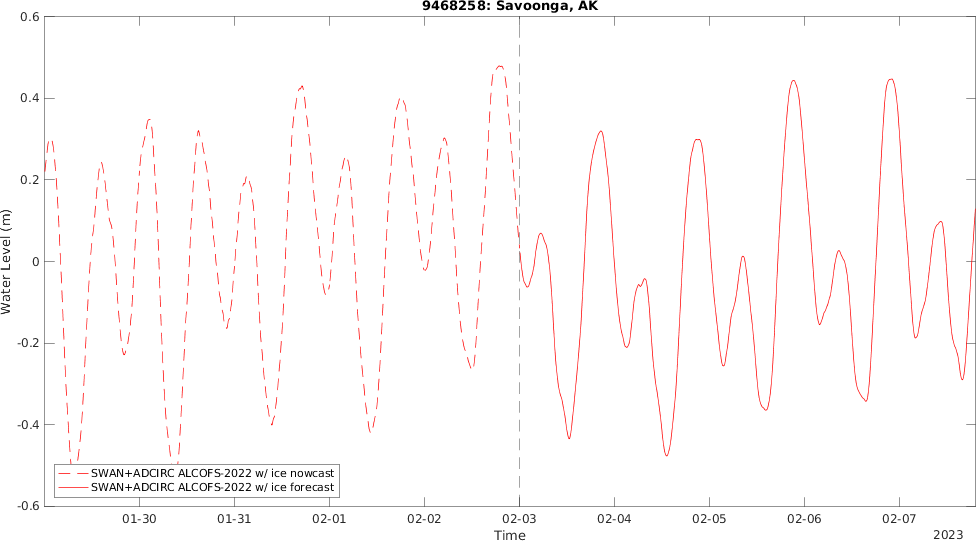 9468258: Savoonga, AK
0.6
0.4
0.2
0
-0.2
-0.4
-0.6
Water Level (m)
SWAN+ADCIRC ALCOFS-2022 w/ ice nowcast
SWAN+ADCIRC ALCOFS-2022 w/ ice forecast
01-30 01-31 02-01 02-02 02-03 02-04 02-05 02-06 02-07
Time
2023